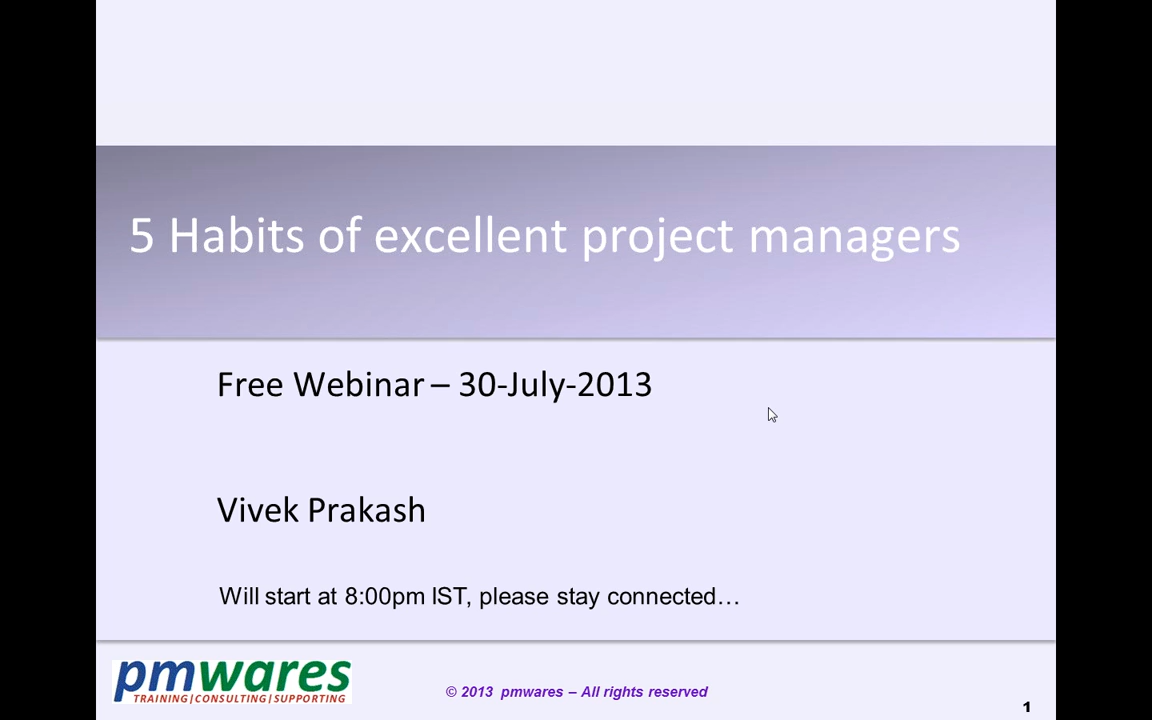 5 Habits of excellent project managers
Free Webinar – 30-July-2013
Vivek Prakash
Will start at 8:00pm IST, please stay connected…
pmwares
TRAINING|CONSULTING|SUPPORTING
© 2013 pmwares – All rights reserved
1